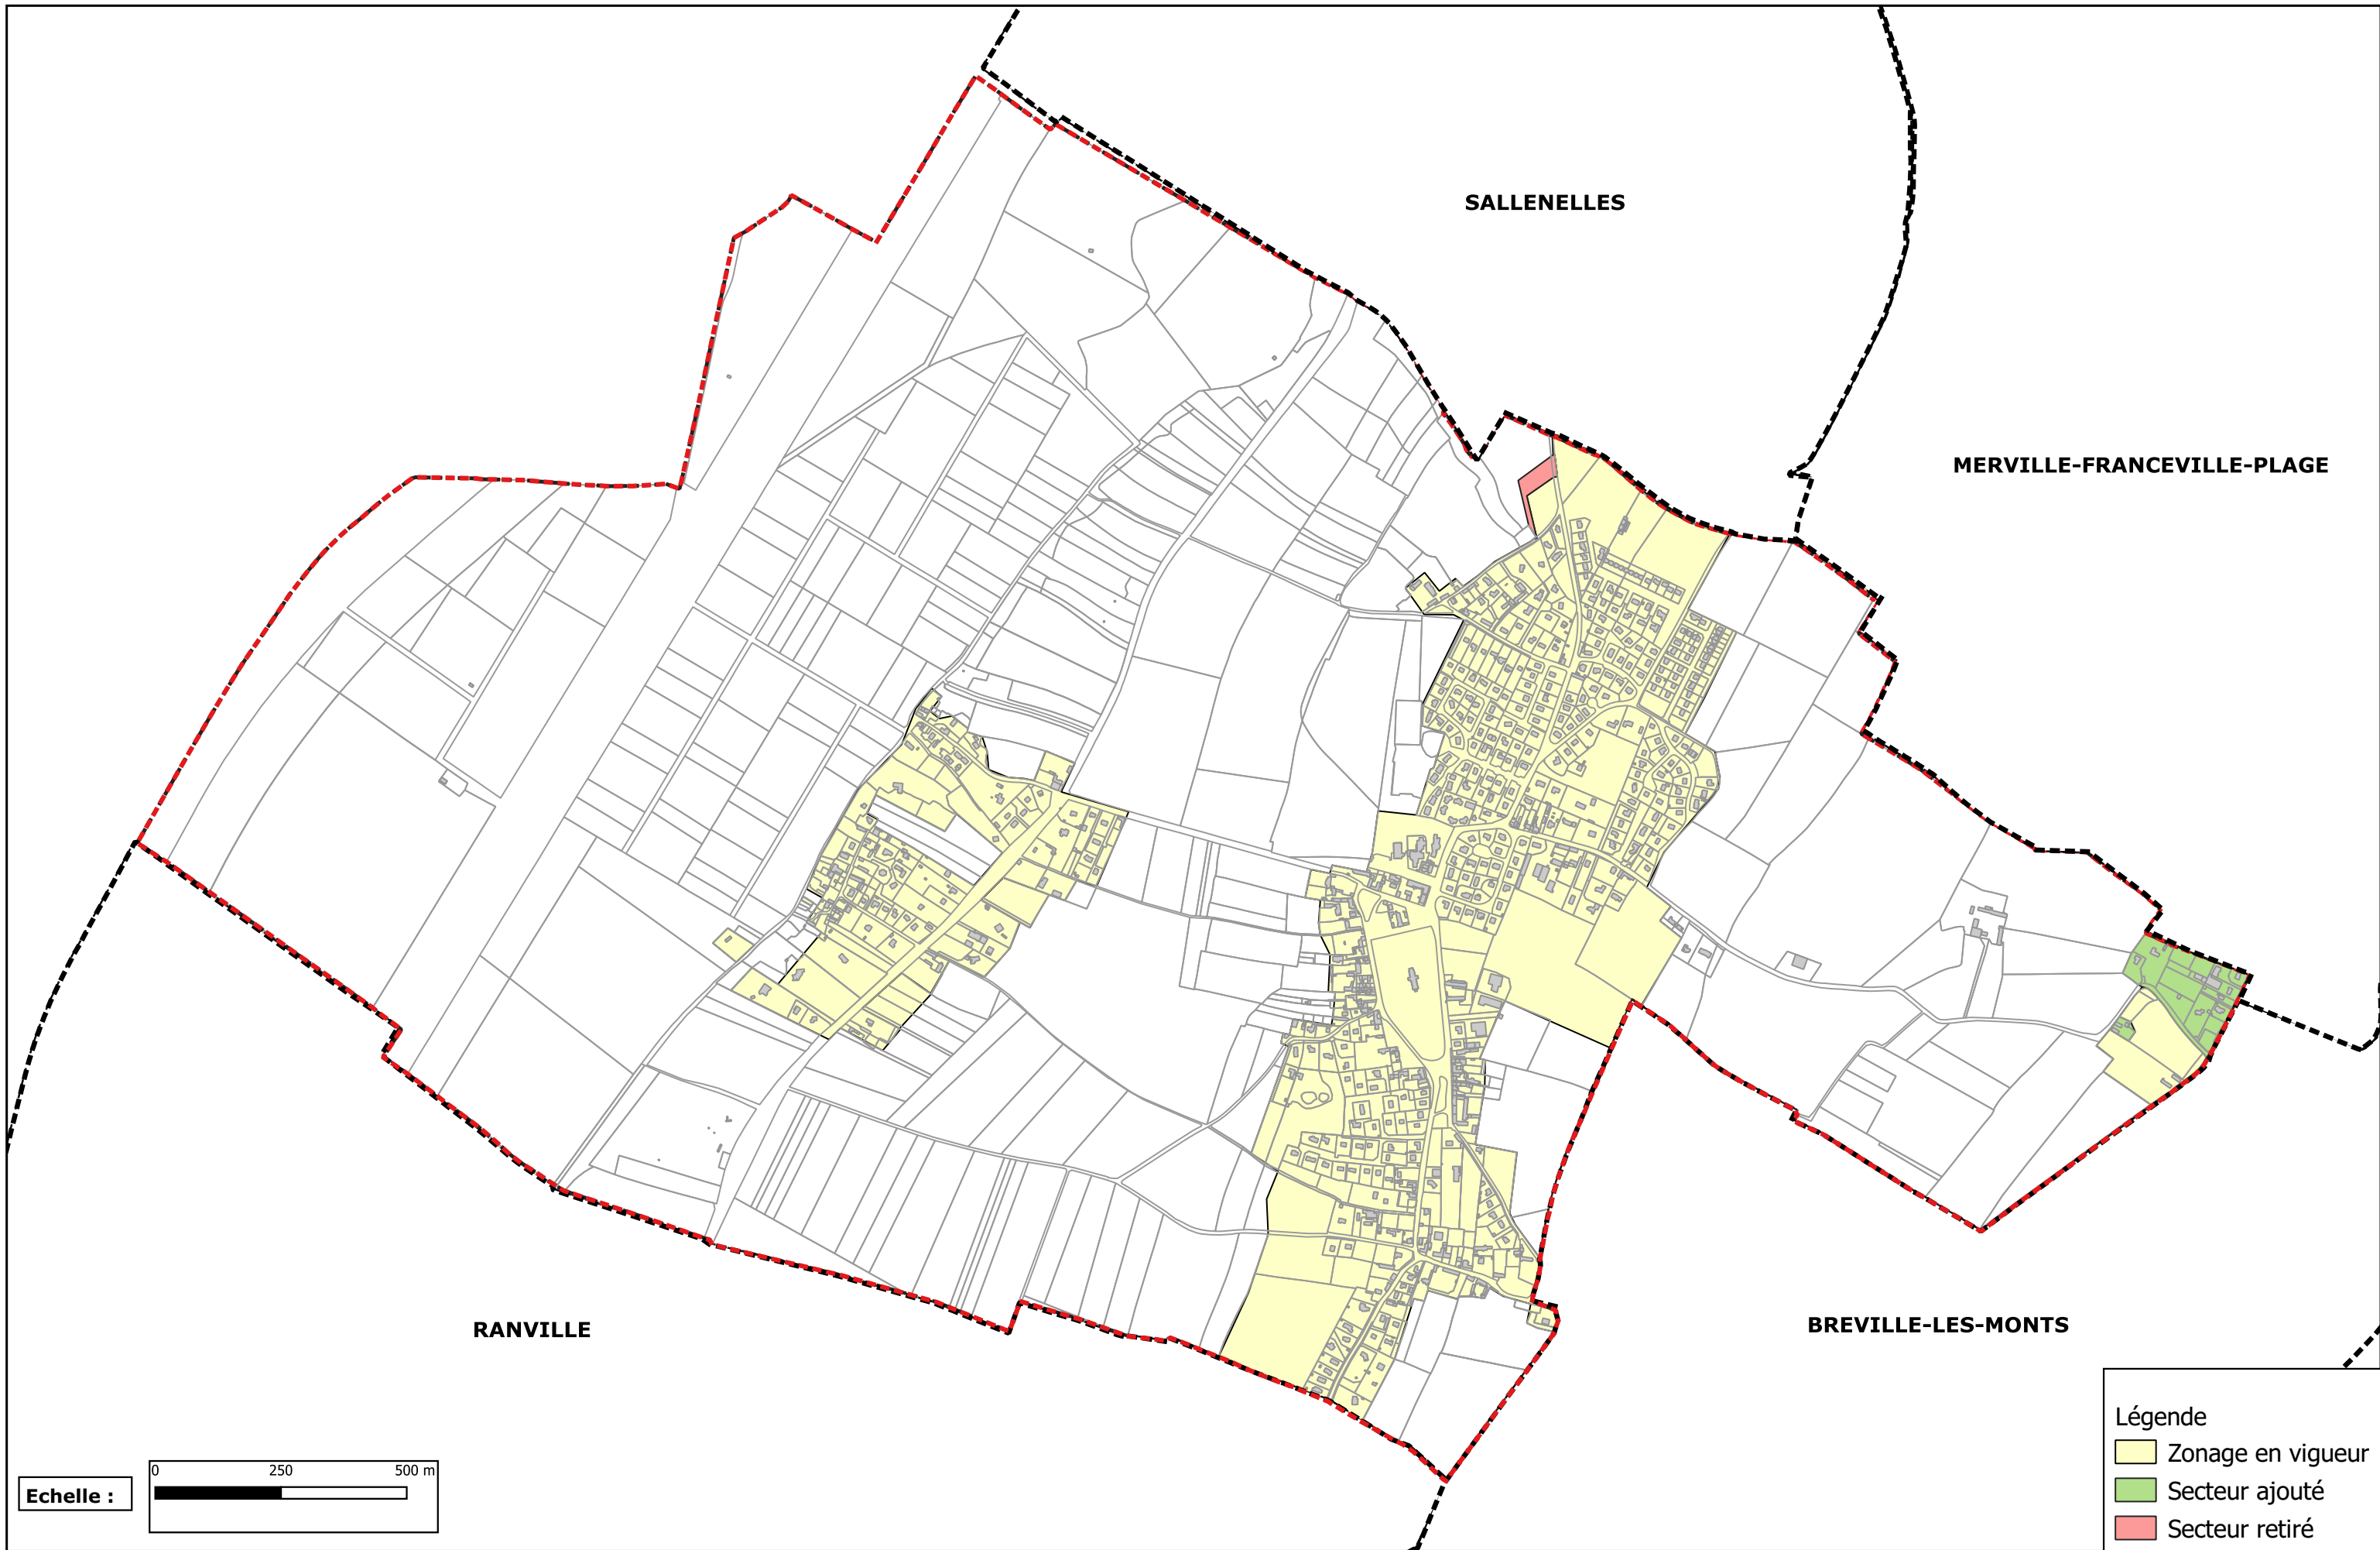 SALLENELLES
MERVILLE-FRANCEVILLE-PLAGE
RANVILLE
BREVILLE-LES-MONTS
Légende
Zonage en vigueur
Secteur ajouté
Secteur retiré
Echelle :
0 250 500 m